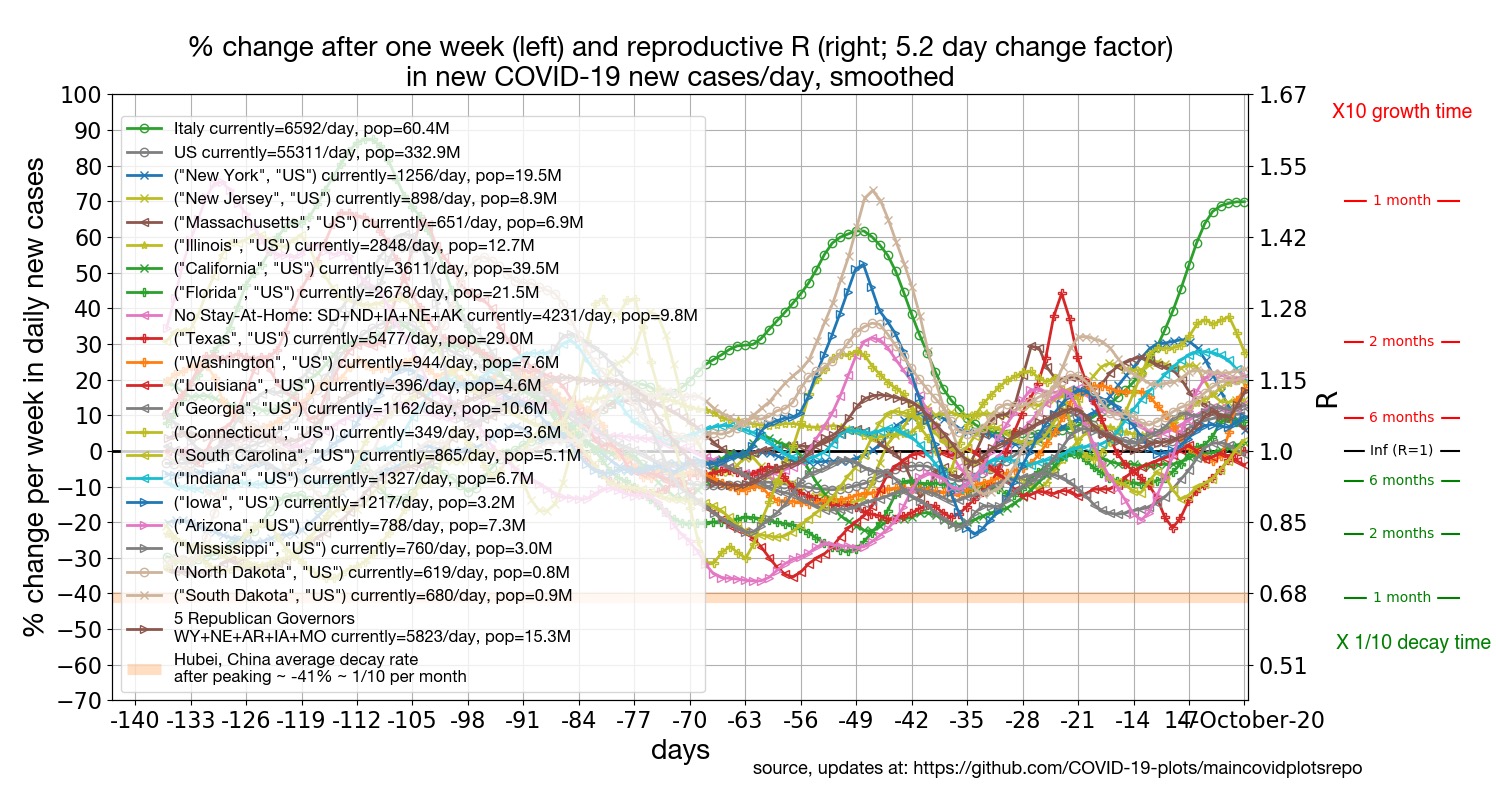 % change after one week (left) and reproductive R (right; 5.2 day change factor)
in new COVID-19 new cases/day, smoothed
% change per week in daily new cases
100
90
80
70
60
50
40
30
20
10
0
−10
−20
−30
−40
−50
−60
−70
Italy currently=6592/day, pop=60.4M
US currently=55311/day, pop=332.9M
("New York", "US") currently=1256/day, pop=19.5M
("New Jersey", "US") currently=898/day, pop=8.9M
("Massachusetts", "US") currently=651/day, pop=6.9M
("Illinois", "US") currently=2848/day, pop=12.7M
("California", "US") currently=3611/day, pop=39.5M
("Florida", "US") currently=2678/day, pop=21.5M
No Stay-At-Home: SD+ND+IA+NE+AK currently=4231/day, pop=9.8M
("Texas", "US") currently=5477/day, pop=29.0M
("Washington", "US") currently=944/day, pop=7.6M
("Louisiana", "US") currently=396/day, pop=4.6M
("Georgia", "US") currently=1162/day, pop=10.6M
("Connecticut", "US") currently=349/day, pop=3.6M
("South Carolina", "US") currently=865/day, pop=5.1M
("Indiana", "US") currently=1327/day, pop=6.7M
("Iowa", "US") currently=1217/day, pop=3.2M
("Arizona", "US") currently=788/day, pop=7.3M
("Mississippi", "US") currently=760/day, pop=3.0M
("North Dakota", "US") currently=619/day, pop=0.8M
("South Dakota", "US") currently=680/day, pop=0.9M
5 Republican Governors
WY+NE+AR+IA+MO currently=5823/day, pop=15.3M
Hubei, China average decay rate
after peaking ~ -41% ~ 1/10 per month
1.67
1.55
1.42
1.28
1.15
1.0
0.85
0.68
0.51
R
X10 growth time
1 month
2 months
6 months
Inf (R=1)
6 months
2 months
1 month
X 1/10 decay time
-140 -133 -126 -119 -112 -105 -98 -91 -84 -77 -70 -63 -56 -49 -42 -35 -28 -21 -14 -7 14-October-20
days
source, updates at: https://github.com/COVID-19-plots/maincovidplotsrepo